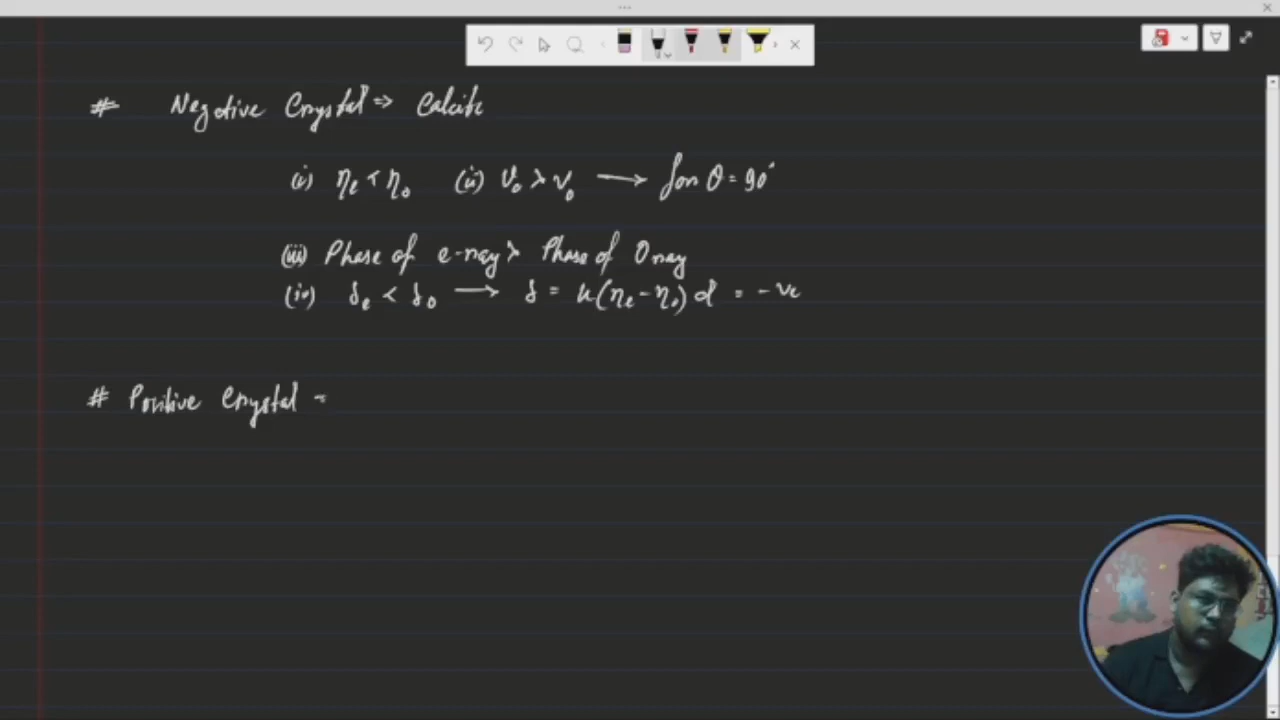 # Negative Crystal ⇒ Calcite
(i) ηe < ηo (ii) Ve > Vo → for θ = 90°
(iii) Phase of e-ray > Phase of O ray
(iv) δe < δo → δ = k(ηe - ηo)d = -ve
# Positive Crystal -